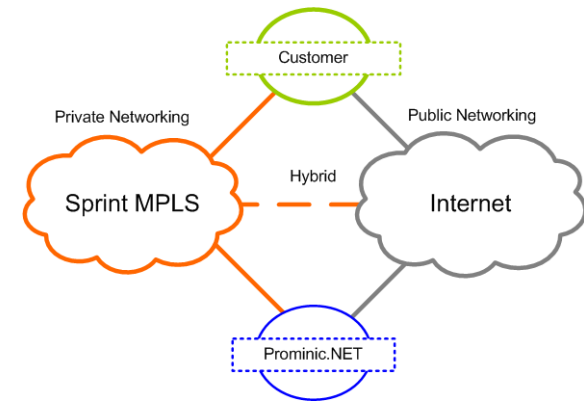 Customer
Private Networking
Public Networking
Hybrid
Sprint MPLS
Internet
Prominic.NET